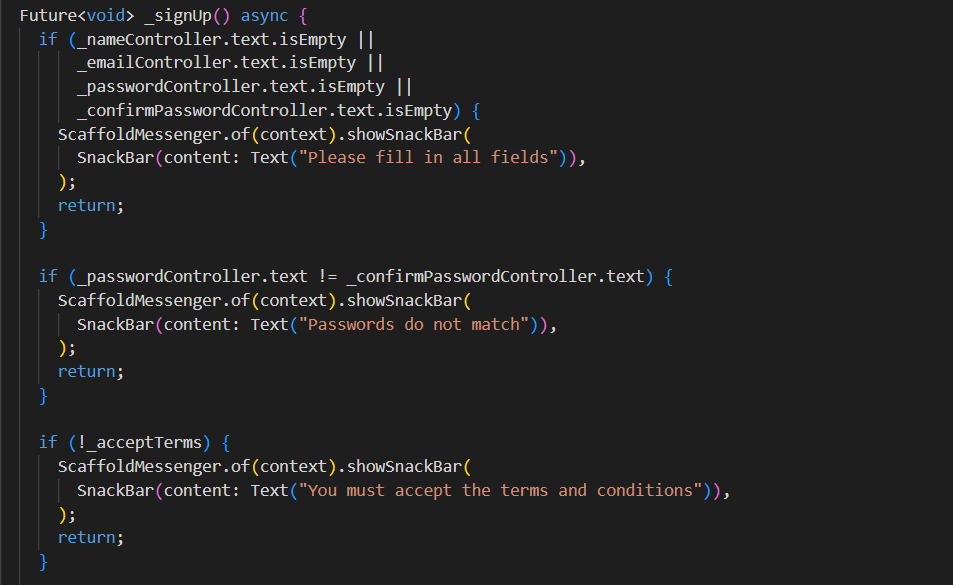 Future<void> _signUp() async {
  if (_nameController.text.isEmpty ||
      _emailController.text.isEmpty ||
      _passwordController.text.isEmpty ||
      _confirmPasswordController.text.isEmpty) {
    ScaffoldMessenger.of(context).showSnackBar(
      SnackBar(content: Text("Please fill in all fields")),
    );
    return;
  }

  if (_passwordController.text != _confirmPasswordController.text) {
    ScaffoldMessenger.of(context).showSnackBar(
      SnackBar(content: Text("Passwords do not match")),
    );
    return;
  }

  if (!_acceptTerms) {
    ScaffoldMessenger.of(context).showSnackBar(
      SnackBar(content: Text("You must accept the terms and conditions")),
    );
    return;
  }